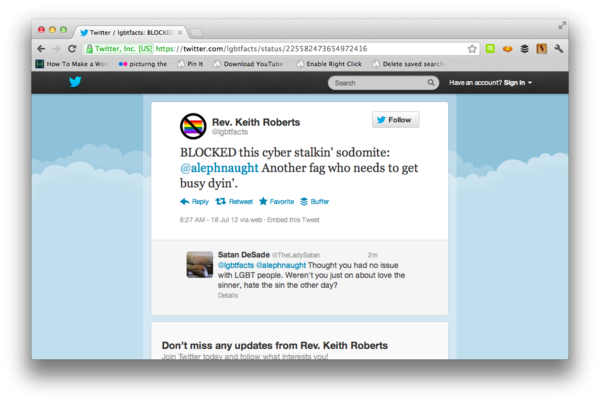 Twitter / lgbtfacts: BLOCKED
Twitter, Inc. [US] https://twitter.com/lgbtfacts/status/225582473654972416
How To Make a Wor picturng the Pin It Download YouTube Enable Right Click Delete saved search
Search Have an account? Sign in
Rev. Keith Roberts
@lgbtfacts
Follow
BLOCKED this cyber stalkin' sodomite:
@alephnaught Another fag who needs to get
busy dyin'.
Reply Retweet Favorite Buffer
6:27 AM - 18 Jul 12 via web · Embed this Tweet
Satan DeSade @TheLadySatan 2m
@lgbtfacts @alephnaught Thought you had no issue
with LGBT people. Weren't you just on about love the
sinner, hate the sin the other day?
Details
Don't miss any updates from Rev. Keith Roberts
Join Twitter today and follow what interests you!